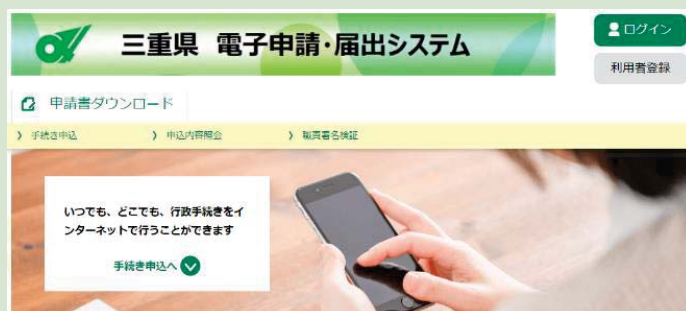 三重県 電子申請・届出システム
ログイン
利用者登録
申請書ダウンロード
手続き申込
申込内容照会
職責署名検証
いつでも、どこでも、行政手続きをイ
ンターネットで行うことができます
手続き申込へ